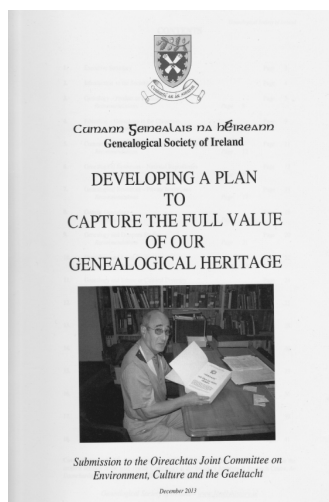 Cumann Geinealais na hÉireann
Genealogical Society of Ireland
DEVELOPING A PLAN
TO
CAPTURE THE FULL VALUE
OF OUR
GENEALOGICAL HERITAGE
Submission to the Oireachtas Joint Committee on
Environment, Culture and the Gaeltacht
December 2013